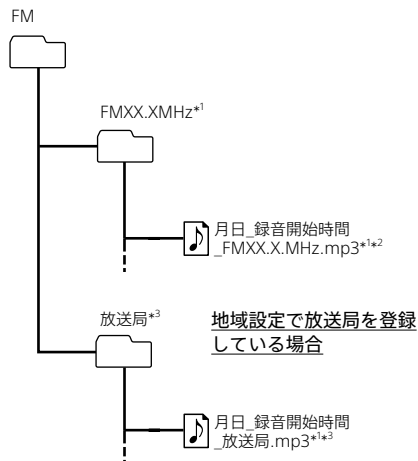 FM
FMXX.XMHz*1
月日_録音開始時間
_FMXX.X.MHz.mp3*1*2
放送局*3
地域設定で放送局を登録
している場合
月日_録音開始時間
_放送局.mp3*1*3